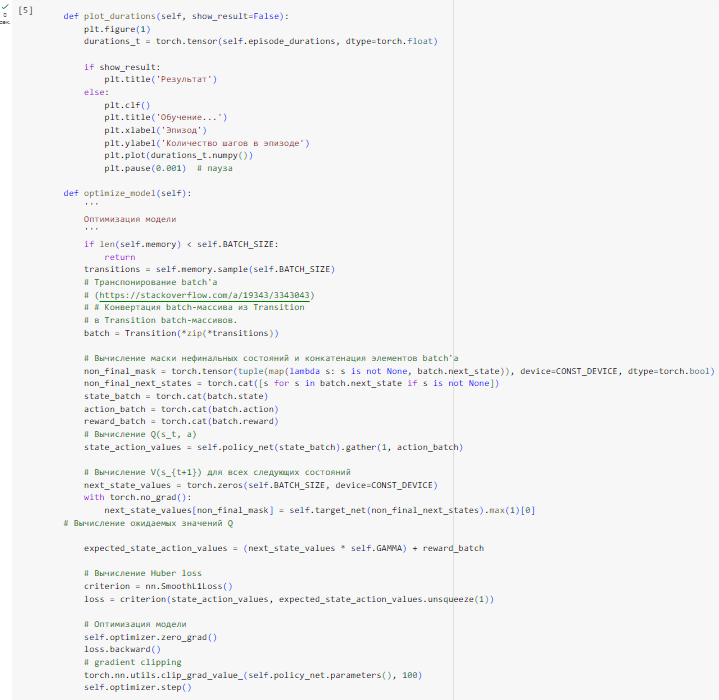 [5]
def plot_durations(self, show_result=False):
plt.figure(1)
durations_t = torch.tensor(self.episode_durations, dtype=torch.float)
if show_result:
plt.title('Результат')
else:
plt.clf()
plt.title('Обучение...')
plt.xlabel('Эпизод')
plt.ylabel('Количество шагов в эпизоде')
plt.plot(durations_t.numpy())
plt.pause(0.001)  # пауза
def optimize_model(self):
'''
Оптимизация модели
'''
if len(self.memory) < self.BATCH_SIZE:
return
transitions = self.memory.sample(self.BATCH_SIZE)
# Транспонирование batch'а
# (https://stackoverflow.com/a/19343/3343043)
# # Конвертация batch-массива из Transition
# в Transition batch-массивов.
batch = Transition(*zip(*transitions))
# Вычисление маски нефинальных состояний и конкатенация элементов batch'а
non_final_mask = torch.tensor(tuple(map(lambda s: s is not None, batch.next_state)), device=CONST_DEVICE, dtype=torch.bool)
non_final_next_states = torch.cat([s for s in batch.next_state if s is not None])
state_batch = torch.cat(batch.state)
action_batch = torch.cat(batch.action)
reward_batch = torch.cat(batch.reward)
# Вычисление Q(s_t, a)
state_action_values = self.policy_net(state_batch).gather(1, action_batch)
# Вычисление V(s_{t+1}) для всех следующих состояний
next_state_values = torch.zeros(self.BATCH_SIZE, device=CONST_DEVICE)
with torch.no_grad():
next_state_values[non_final_mask] = self.target_net(non_final_next_states).max(1)[0]
# Вычисление ожидаемых значений Q
expected_state_action_values = (next_state_values * self.GAMMA) + reward_batch
# Вычисление Huber loss
criterion = nn.SmoothL1Loss()
loss = criterion(state_action_values, expected_state_action_values.unsqueeze(1))
# Оптимизация модели
self.optimizer.zero_grad()
loss.backward()
# gradient clipping
torch.nn.utils.clip_grad_value_(self.policy_net.parameters(), 100)
self.optimizer.step()